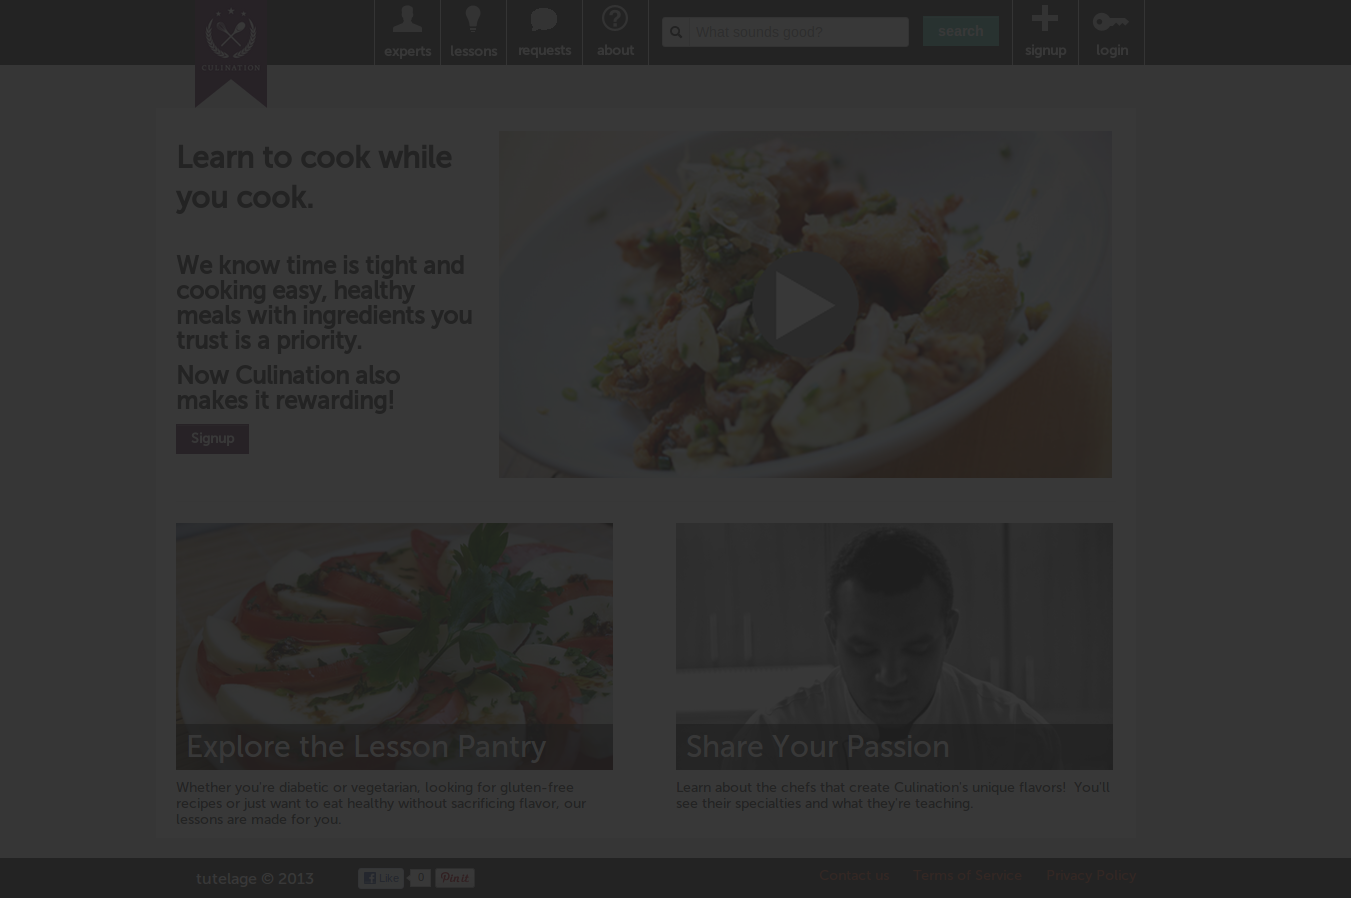 CULINATION
experts
lessons
requests
about
What sounds good?
search
signup
login
Learn to cook while
you cook.
We know time is tight and
cooking easy, healthy
meals with ingredients you
trust is a priority.
Now Culination also
makes it rewarding!
Signup
Explore the Lesson Pantry
Share Your Passion
Whether you're diabetic or vegetarian, looking for gluten-free
recipes or just want to eat healthy without sacrificing flavor, our
lessons are made for you.
Learn about the chefs that create Culination's unique flavors! You'll
see their specialties and what they're teaching.
tutelage © 2013
Like
0
Pin it
Contact us
Terms of Service
Privacy Policy